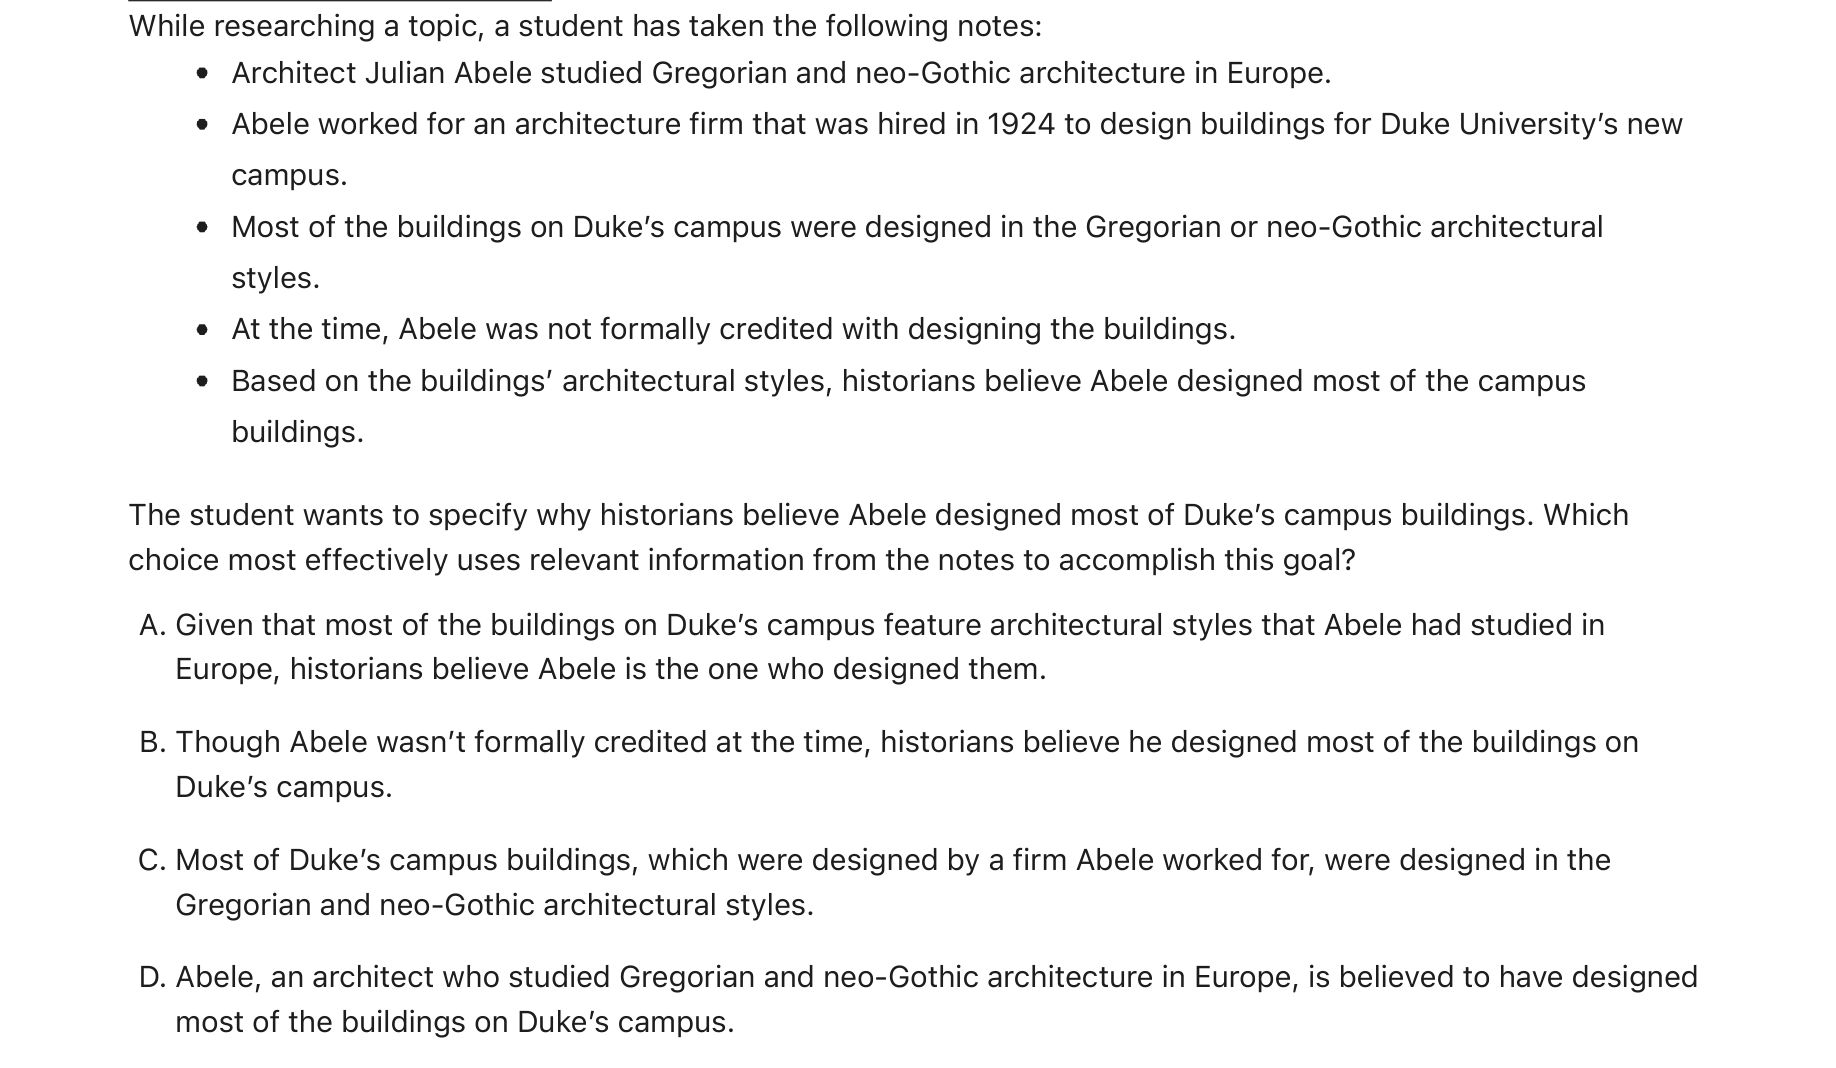 While researching a topic, a student has taken the following notes:
• Architect Julian Abele studied Gregorian and neo-Gothic architecture in Europe.
• Abele worked for an architecture firm that was hired in 1924 to design buildings for Duke University’s new
campus.
• Most of the buildings on Duke’s campus were designed in the Gregorian or neo-Gothic architectural
styles.
• At the time, Abele was not formally credited with designing the buildings.
• Based on the buildings’ architectural styles, historians believe Abele designed most of the campus
buildings.
The student wants to specify why historians believe Abele designed most of Duke’s campus buildings. Which
choice most effectively uses relevant information from the notes to accomplish this goal?
A. Given that most of the buildings on Duke’s campus feature architectural styles that Abele had studied in
Europe, historians believe Abele is the one who designed them.
B. Though Abele wasn’t formally credited at the time, historians believe he designed most of the buildings on
Duke’s campus.
C. Most of Duke’s campus buildings, which were designed by a firm Abele worked for, were designed in the
Gregorian and neo-Gothic architectural styles.
D. Abele, an architect who studied Gregorian and neo-Gothic architecture in Europe, is believed to have designed
most of the buildings on Duke’s campus.